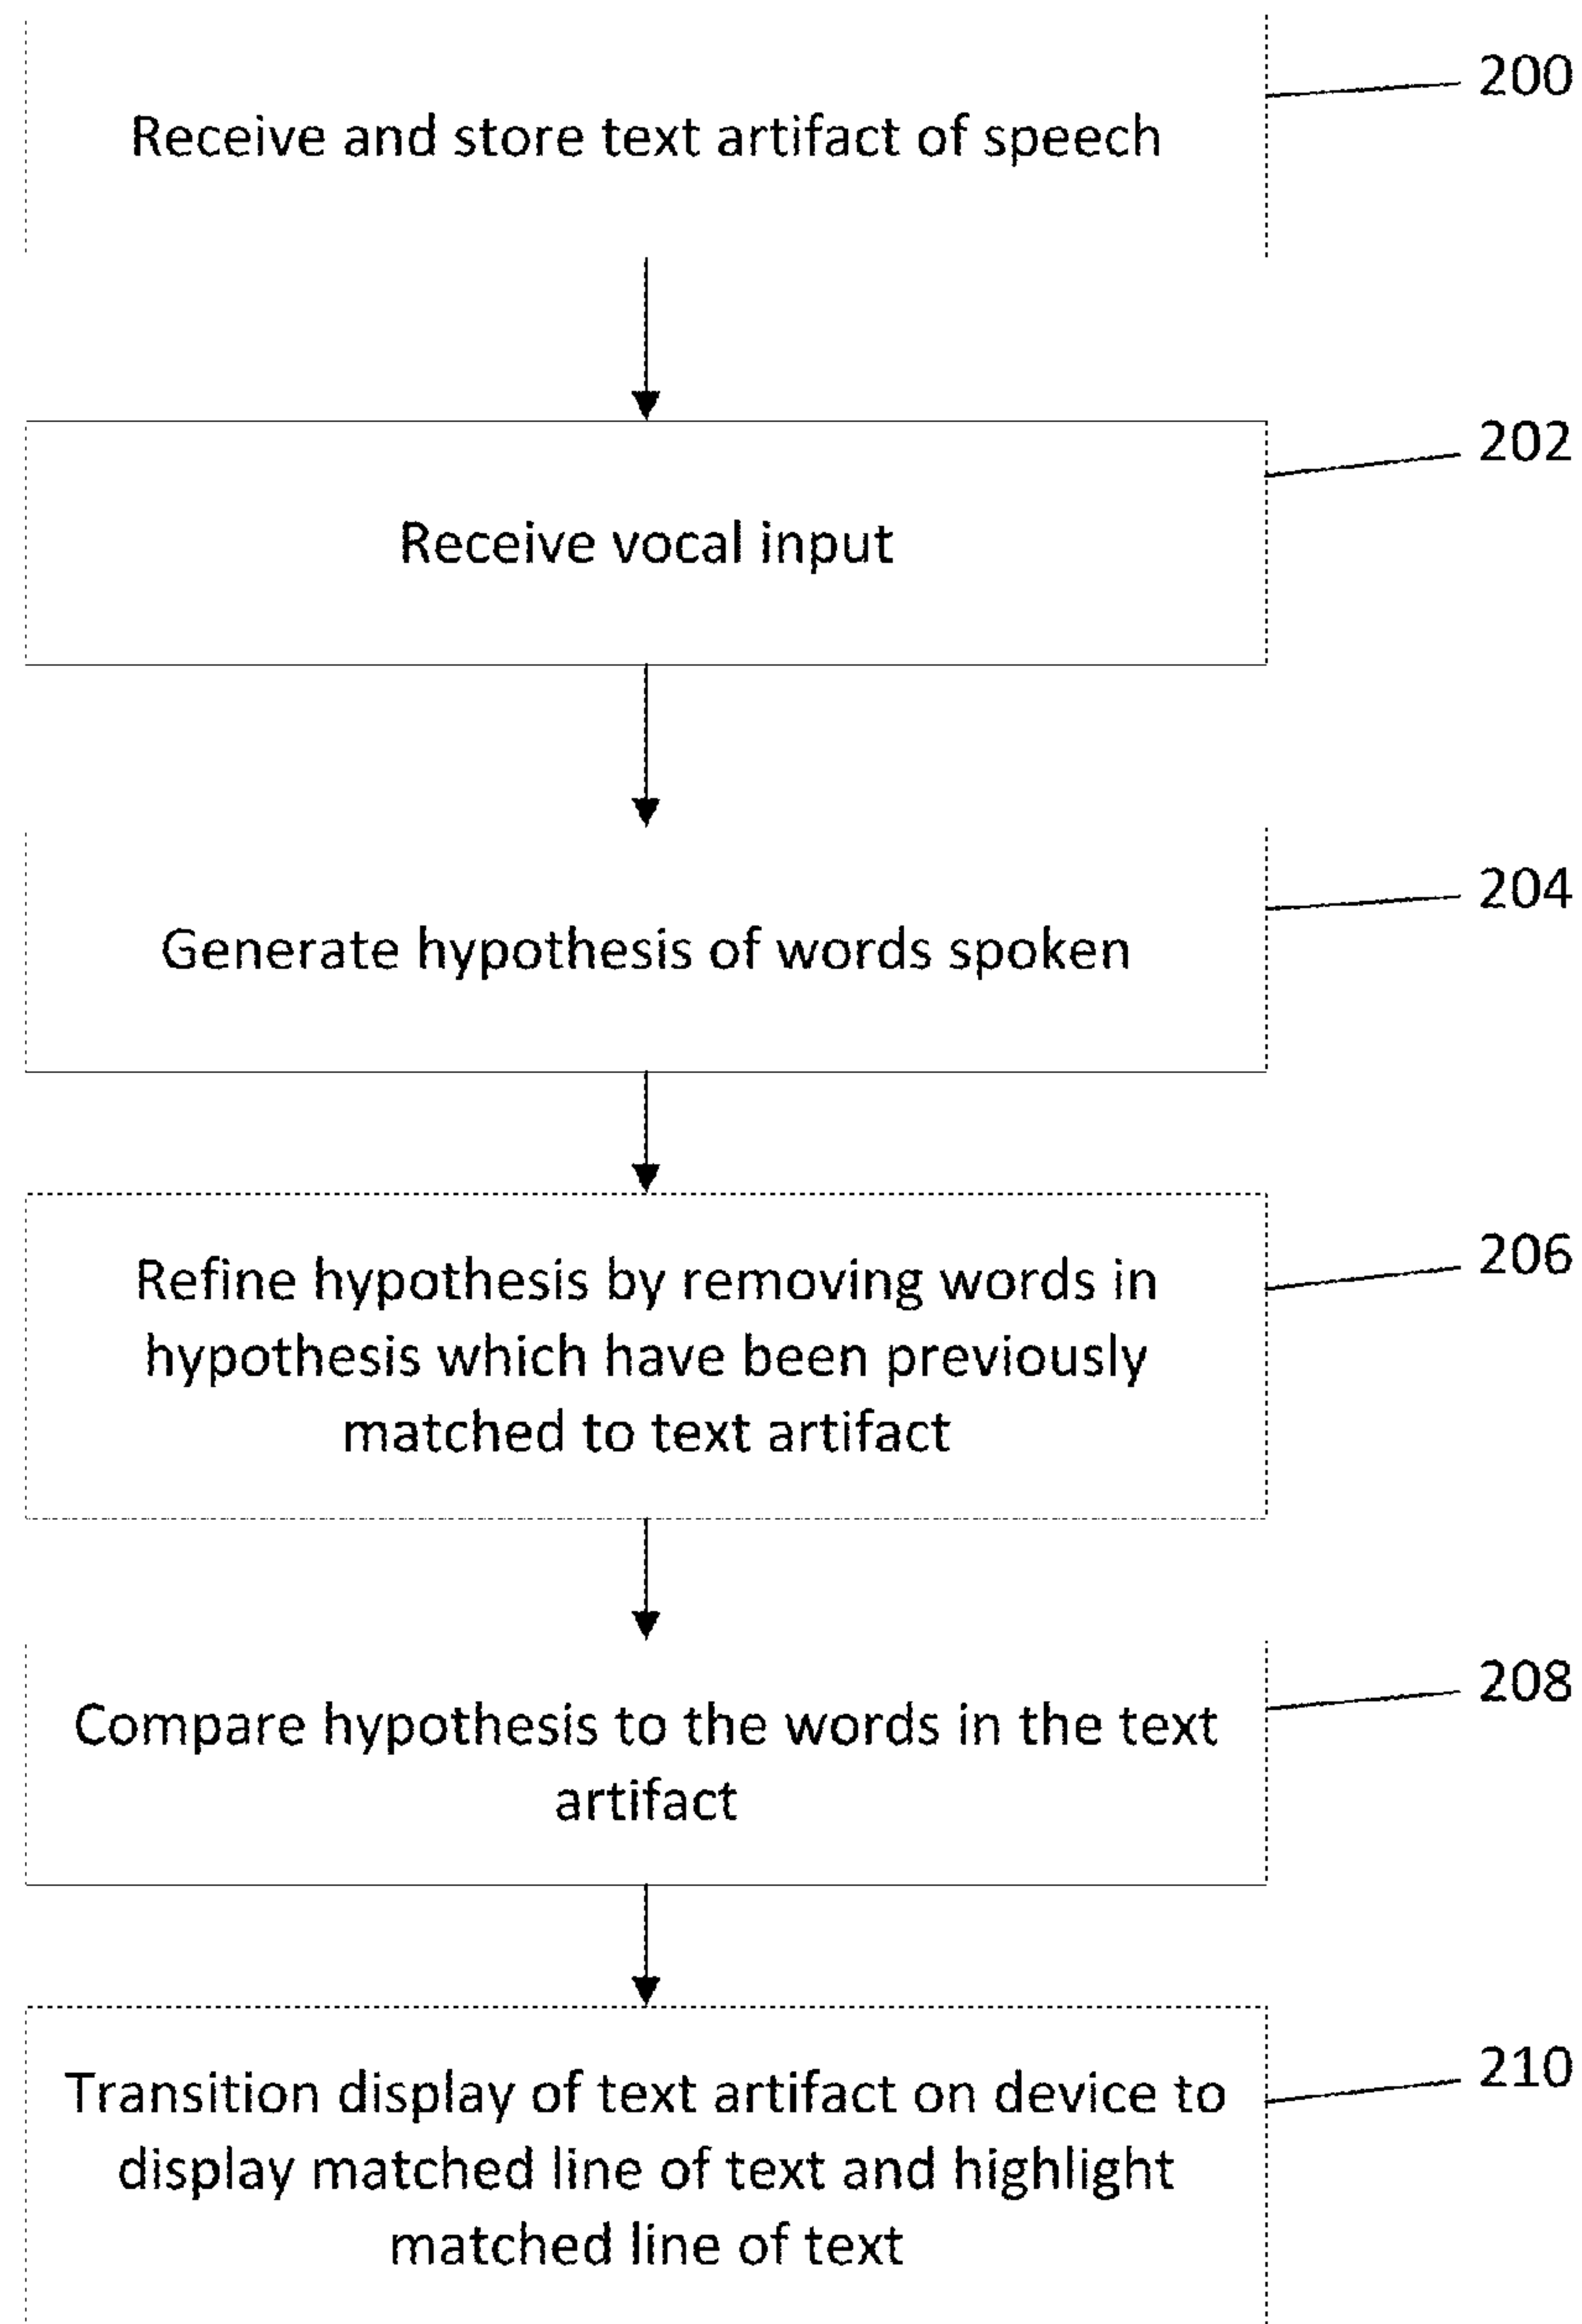 200
Receive and store text artifact of speech
202
Receive vocal input
204
Generate hypothesis of words spoken
206
Refine hypothesis by removing words in
hypothesis which have been previously
matched to text artifact
208
Compare hypothesis to the words in the text
artifact
210
Transition display of text artifact on device to
display matched line of text and highlight
matched line of text